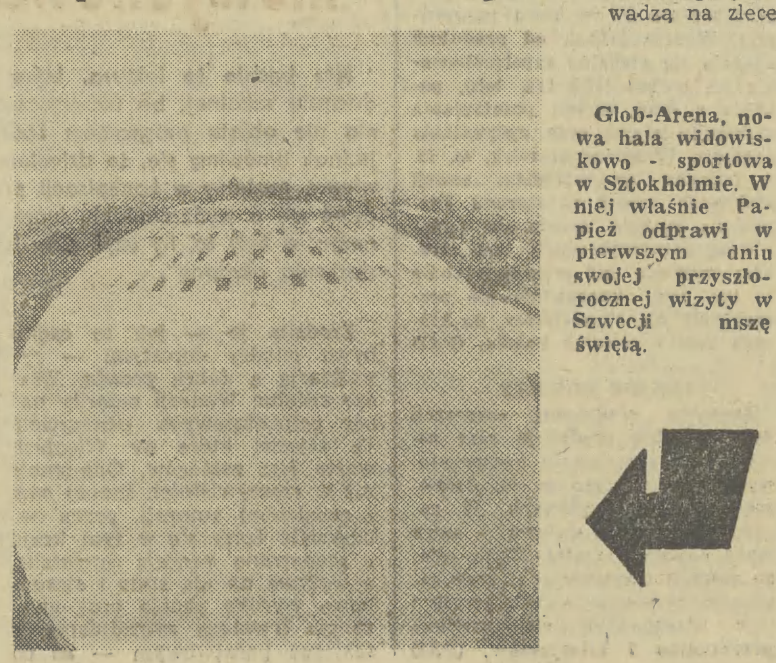 wadzą na zlece
Glob-Arena, no-
wa hala widowis-
kowo - sportowa
w Sztokholmie. W
niej właśnie Pa-
pież odprawi w
pierwszym dniu
swojej przyszło-
rocznej wizyty w
Szwecji mszę
świętą.